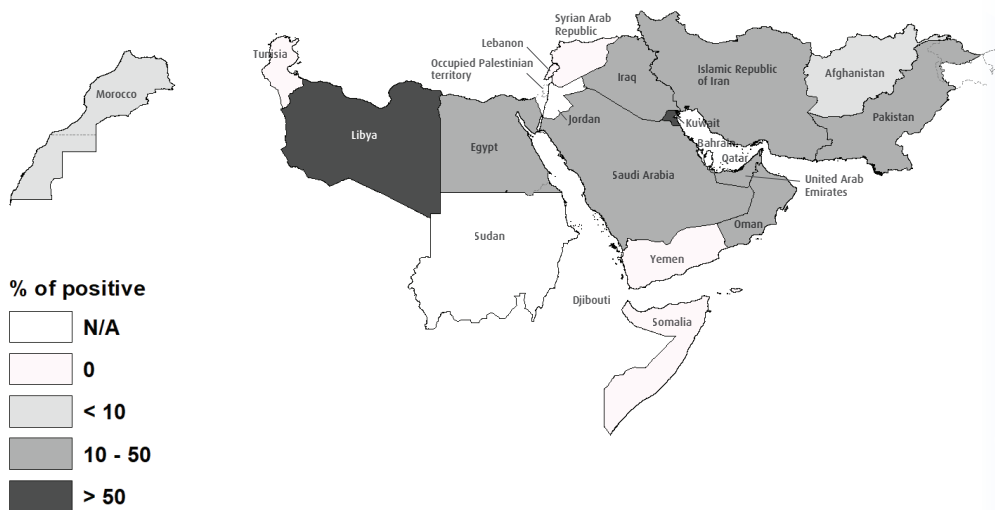 Syrian Arab
Republic
Tunisia
Lebanon
Occupied Palestinian
territory
Morocco
Iraq
Islamic Republic
of Iran
Afghanistan
Libya
Jordan
Kuwait
Pakistan
Egypt
Bahrain
Qatar
Saudi Arabia
United Arab
Emirates
Oman
Sudan
Yemen
Djibouti
Somalia
% of positive
N/A
0
< 10
10 - 50
> 50